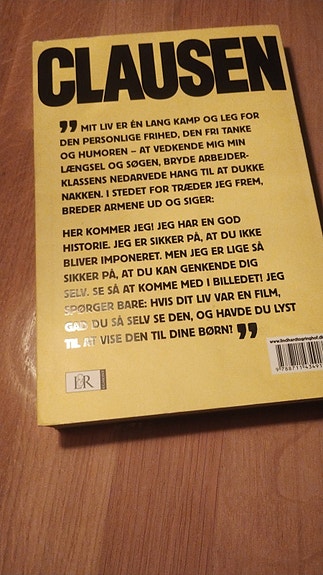 CLAUSEN
” MIT LIV ER ÉN LANG KAMP OG LEG FOR
DEN PERSONLIGE FRIHED, DEN FRI TANKE
OG HUMOREN – AT VEDKENDE MIG MIN
LÆNGSEL OG SØGEN, BRYDE ARBEJDER-
KLASSENS NEDARVEDE HANG TIL AT DUKKE
NAKKEN. I STEDET FOR TRÆDER JEG FREM,
BREDER ARMENE UD OG SIGER:
HER KOMMER JEG! JEG HAR EN GOD
HISTORIE. JEG ER SIKKER PÅ, AT DU IKKE
BLIVER IMPONERET. MEN JEG ER LIGE SÅ
SIKKER PÅ, AT DU KAN GENKENDE DIG
SELV. SE SÅ AT KOMME MED I BILLEDET! JEG
SPØRGER BARE: HVIS DIT LIV VAR EN FILM,
GAD DU SÅ SELV SE DEN, OG HAVDE DU LYST
TIL AT VISE DEN TIL DINE BØRN? ”
www.lindhardtogringhof.d
L&R
9 788711 43491